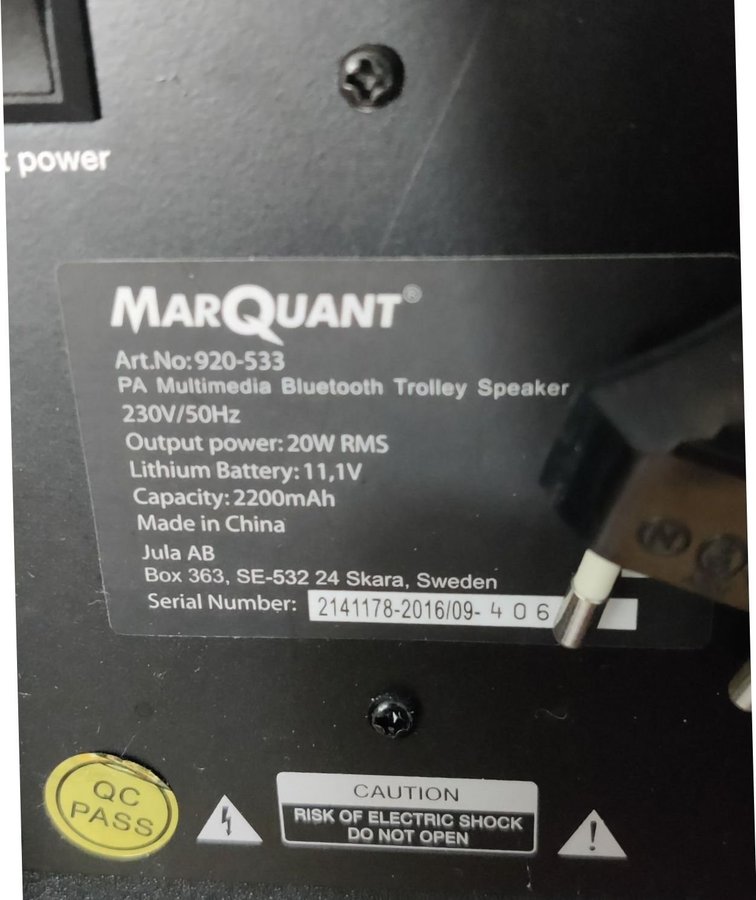 power
MARQUANT®
Art.No: 920-533
PA Multimedia Bluetooth Trolley Speaker
230V/50Hz
Output power: 20W RMS
Lithium Battery: 11,1V
Capacity: 2200mAh
Made in China
Jula AB
Box 363, SE-532 24 Skara, Sweden
Serial Number: 2141178-2016/09- 4 0 6
QC
PASS
CAUTION
RISK OF ELECTRIC SHOCK
DO NOT OPEN